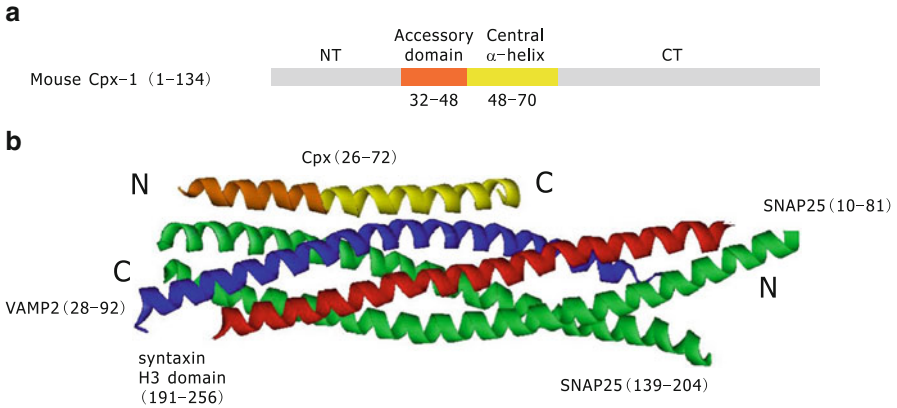 a
Accessory Central
NT domain α-helix CT
Mouse Cpx-1 (1-134)
32-48 48-70
b
Cpx(26-72)
N C
SNAP25(10-81)
C
N
VAMP2(28-92)
syntaxin
H3 domain
(191-256)
SNAP25(139-204)